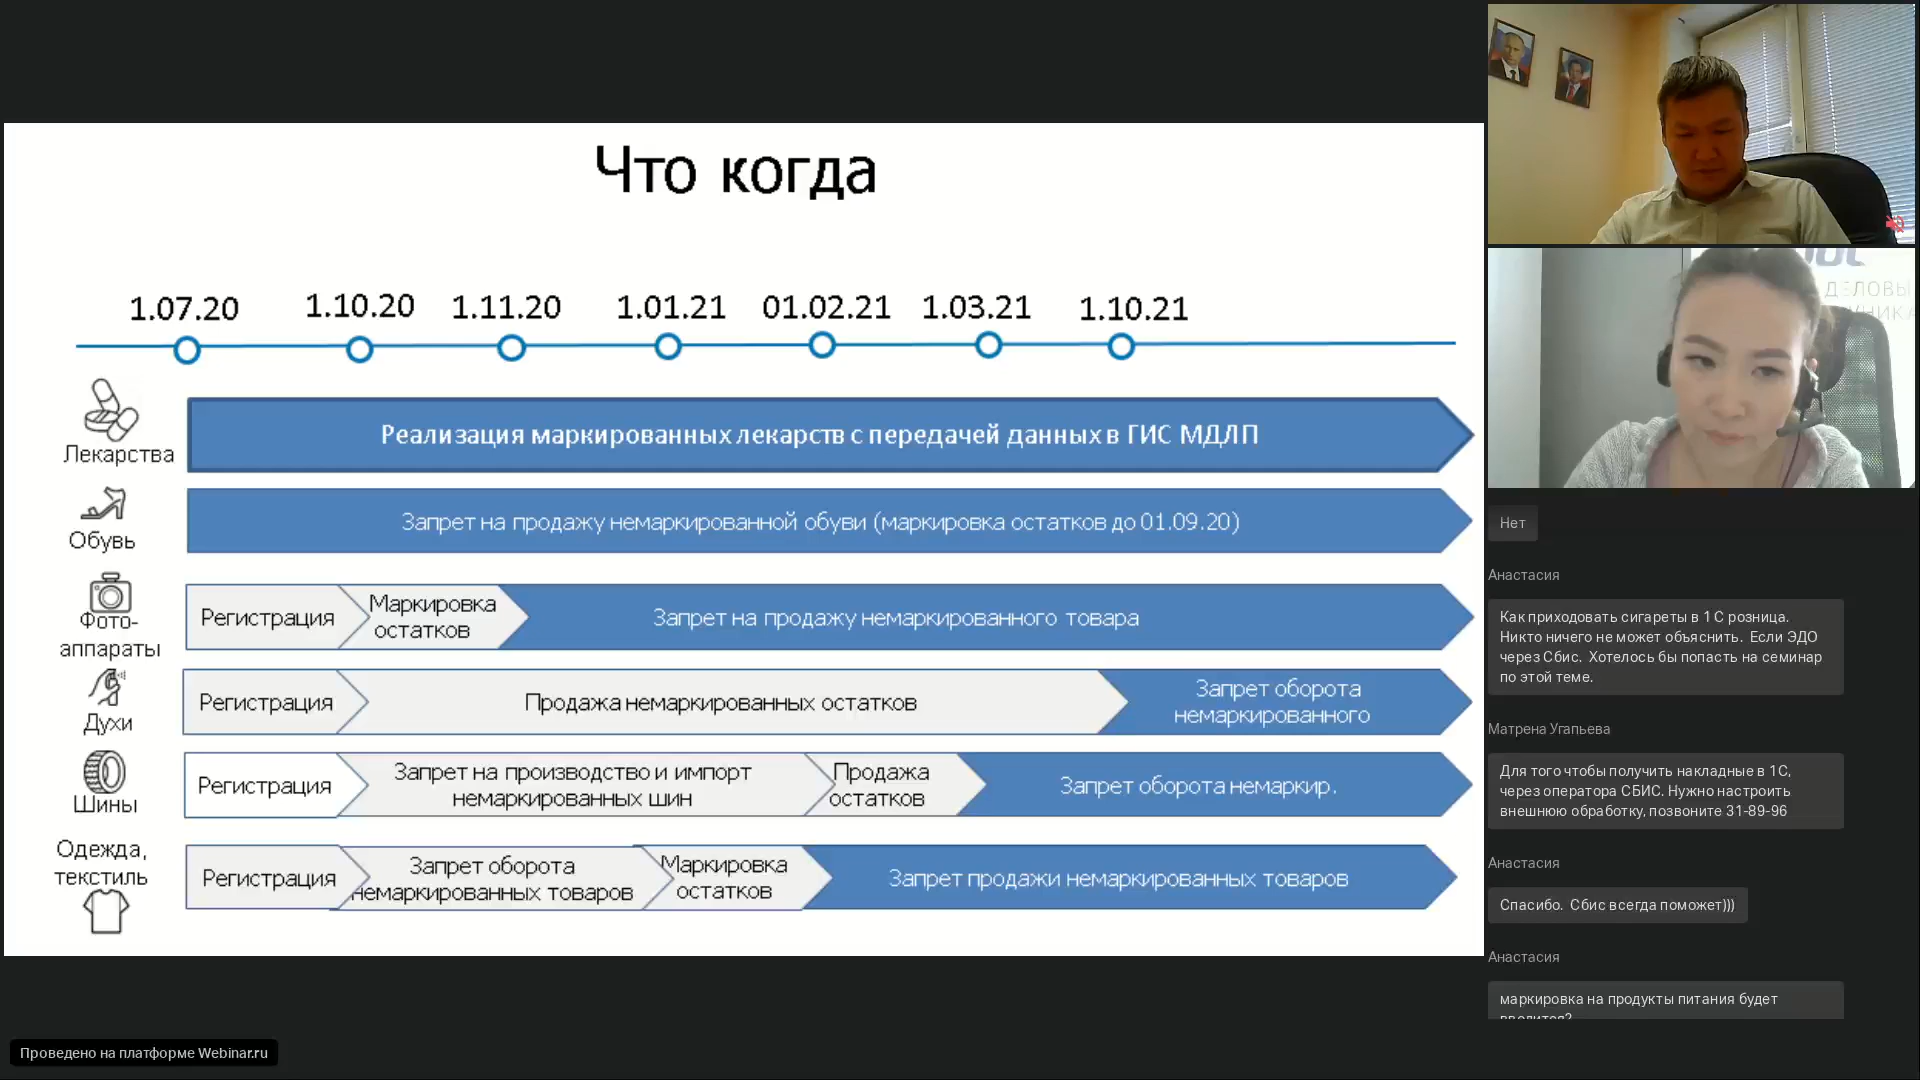 Что когда
1.07.20 1.10.20 1.11.20 1.01.21 01.02.21 1.03.21 1.10.21
Лекарства
Реализация маркированных лекарств с передачей данных в ГИС МДЛП
Обувь
Запрет на продажу немаркированной обуви (маркировка остатков до 01.09.20)
Фото-
аппараты
Регистрация
Маркировка
остатков
Запрет на продажу немаркированного товара
Духи
Регистрация
Продажа немаркированных остатков
Запрет оборота
немаркированного
Шины
Регистрация
Запрет на производство и импорт
немаркированных шин
Продажа
остатков
Запрет оборота немаркир.
Одежда,
текстиль
Регистрация
Запрет оборота
немаркированных товаров
Маркировка
остатков
Запрет продажи немаркированных товаров
Проведено на платформе Webinar.ru
ДЕЛОВЫ
Нет
Анастасия
Как приходовать сигареты в 1С розница.
Никто ничего не может объяснить. Если ЭДО
через Сбис. Хотелось бы попасть на семинар
по этой теме.
Матрена Угапьева
Для того чтобы получить накладные в 1С,
через оператора СБИС. Нужно настроить
внешнюю обработку, позвоните 31-89-96
Анастасия
Спасибо. Сбис всегда поможет)))
Анастасия
маркировка на продукты питания будет
вводится?